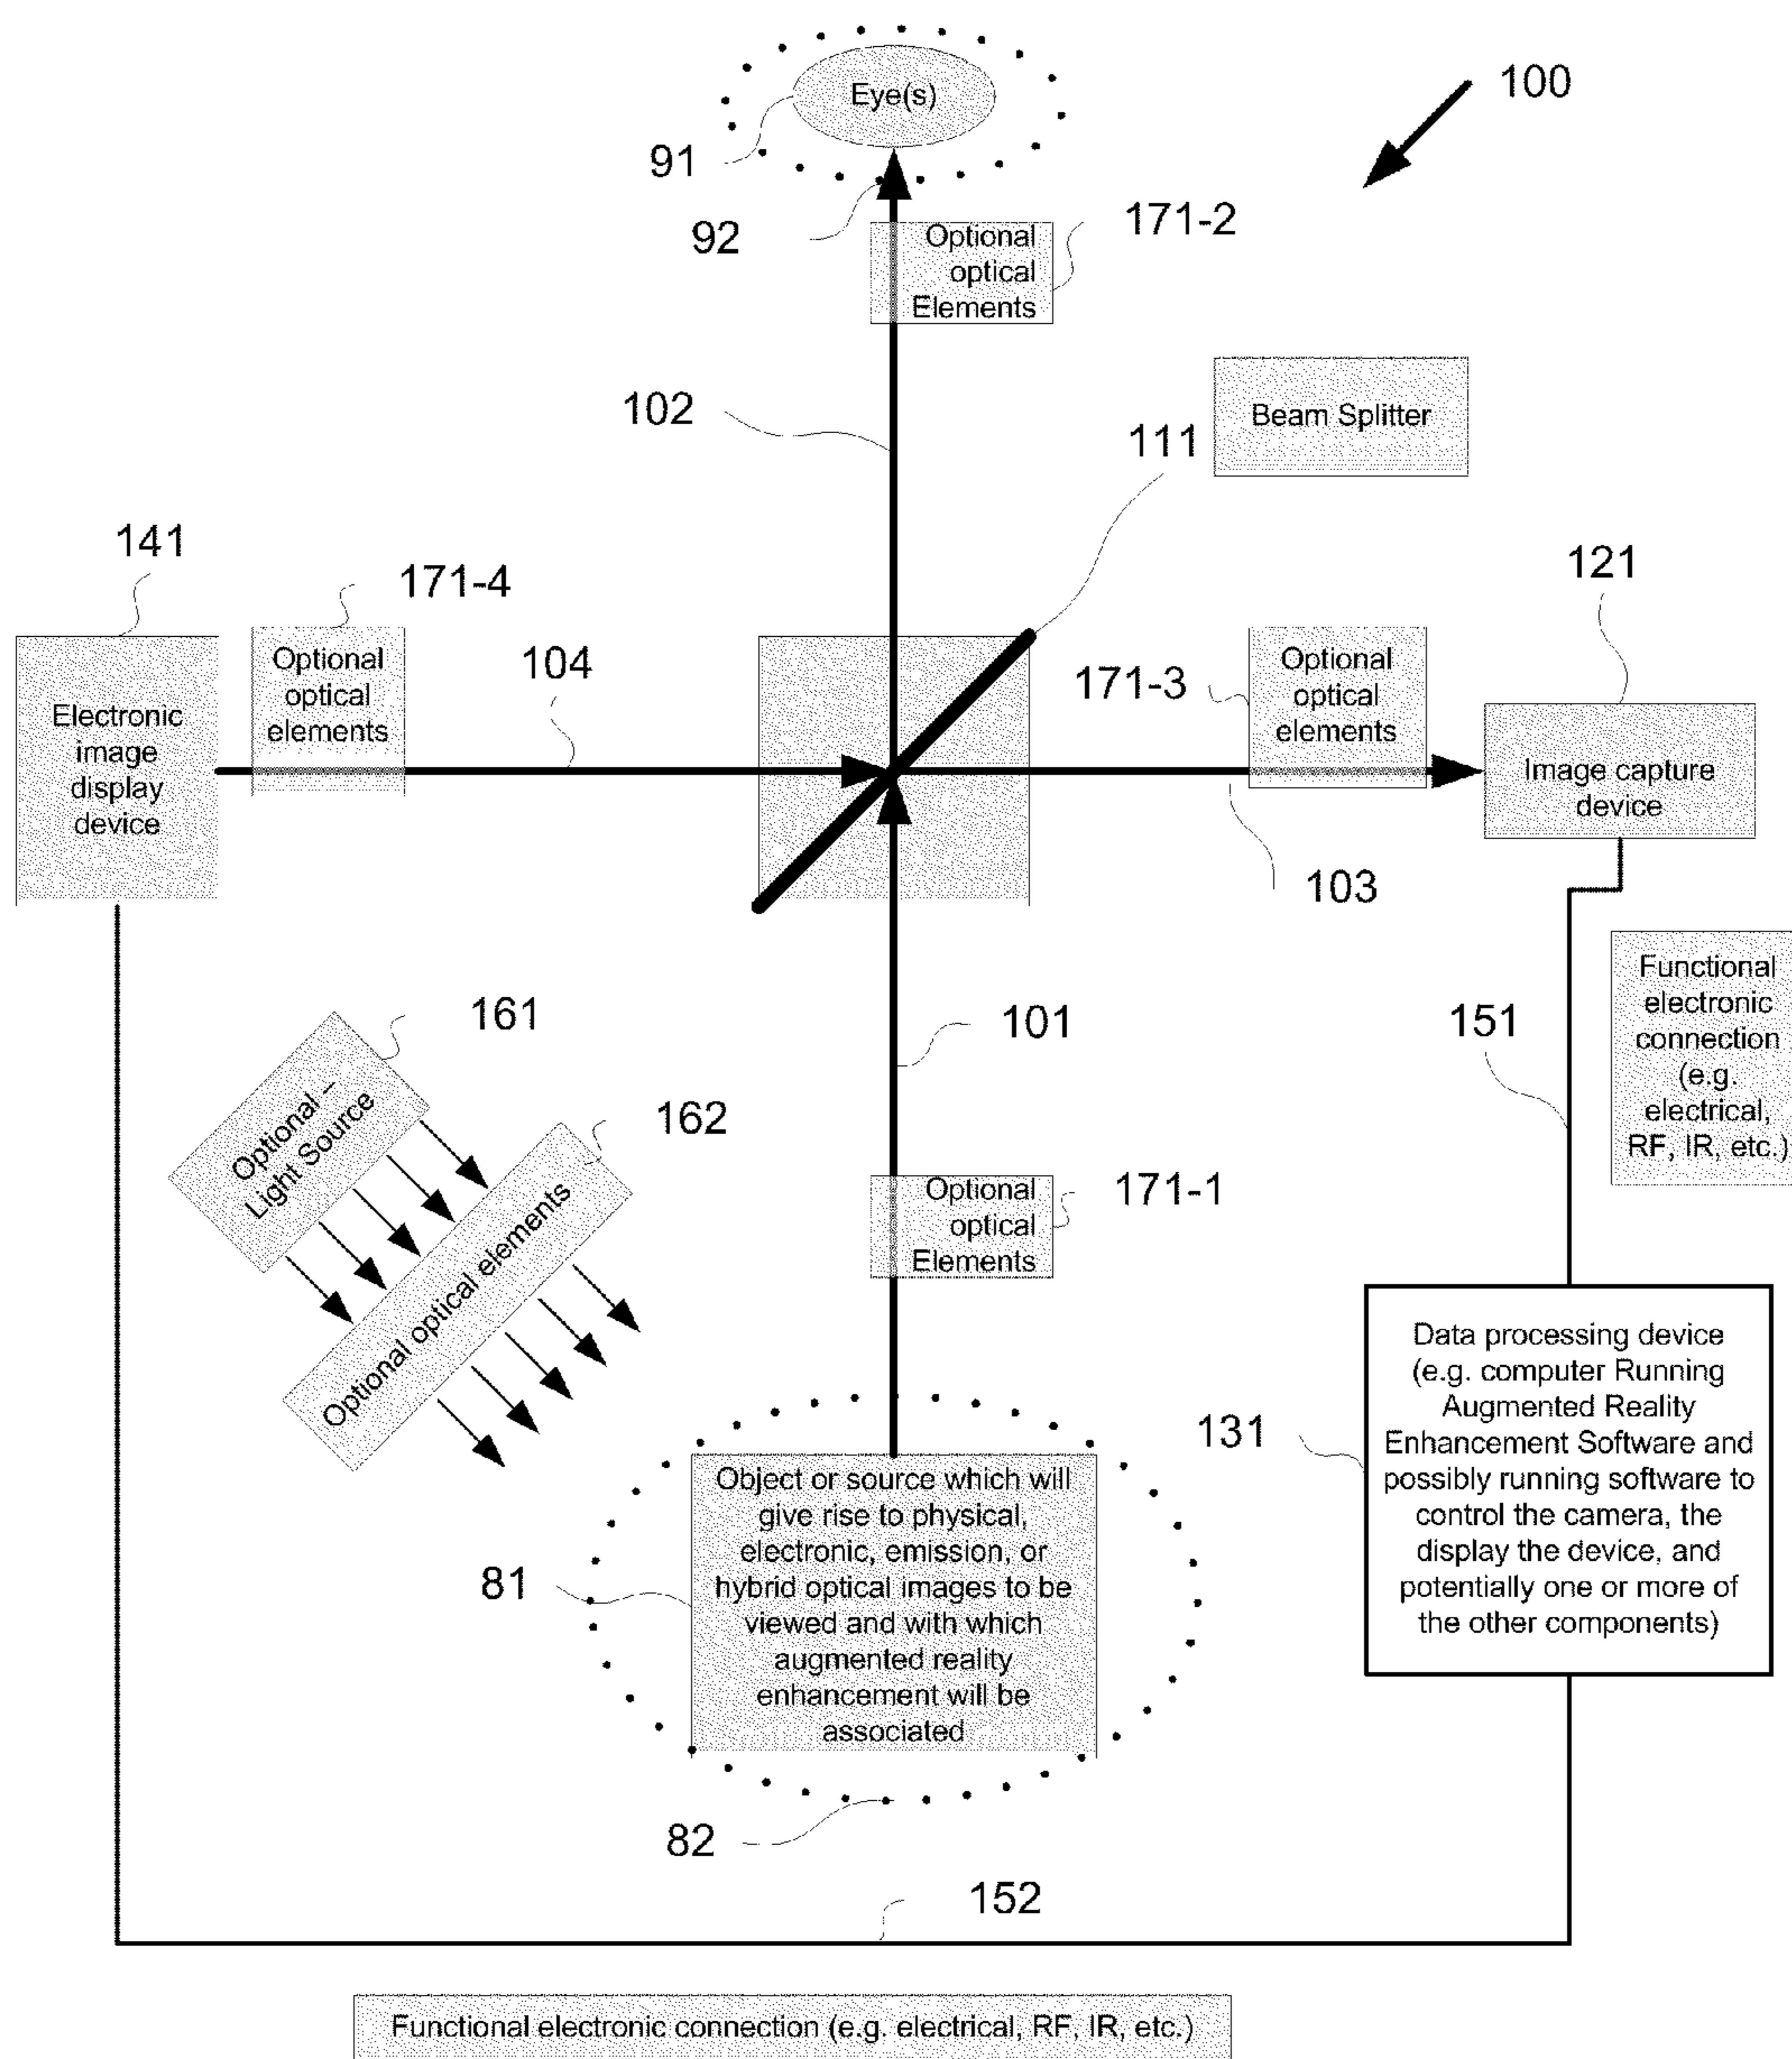 100
Eye(s)
91
92
171-2
Optional
optical
Elements
102
Beam Splitter
111
141
171-4
121
Optional
optical
elements
104
171-3
Optional
optical
elements
Electronic
image
display
device
Image capture
device
103
Functional
electronic
connection
(e.g.
electrical,
RF, IR, etc.)
161
101
151
Optional –
Light Source
162
Optional optical elements
171-1
Optional
optical
Elements
131
Data processing device
(e.g. computer Running
Augmented Reality
Enhancement Software and
possibly running software to
control the camera, the
display the device, and
potentially one or more of
the other components)
81
Object or source which will
give rise to physical,
electronic, emission, or
hybrid optical images to be
viewed and with which
augmented reality
enhancement will be
associated
82
152
Functional electronic connection (e.g. electrical, RF, IR, etc.)